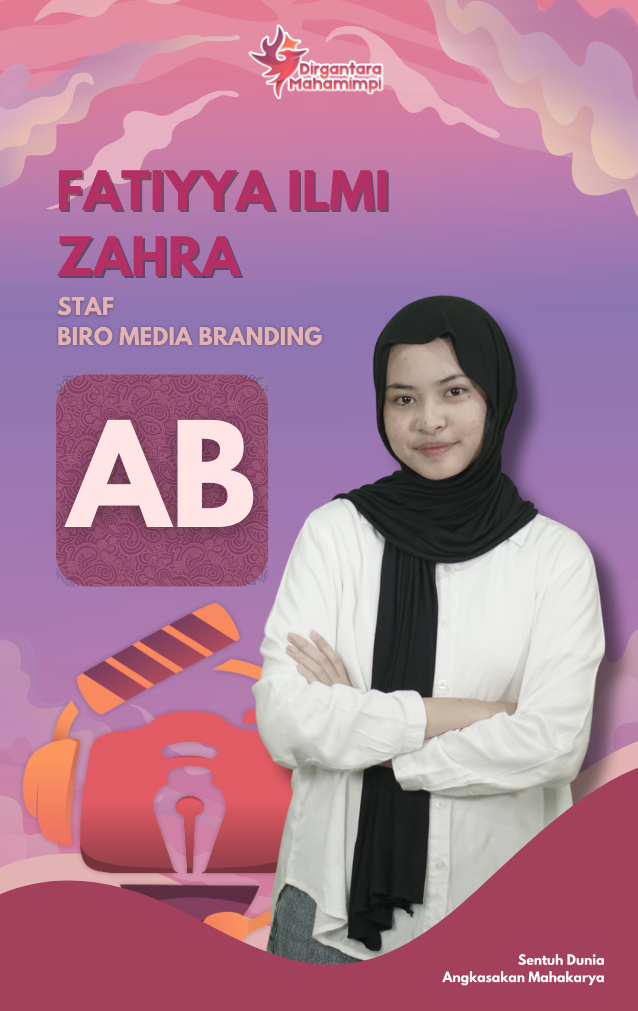 Dirgantara
Mahamimpi
FATIYYA ILMI
ZAHRA
STAF
BIRO MEDIA BRANDING
AB
Sentuh Dunia
Angkasakan Mahakarya